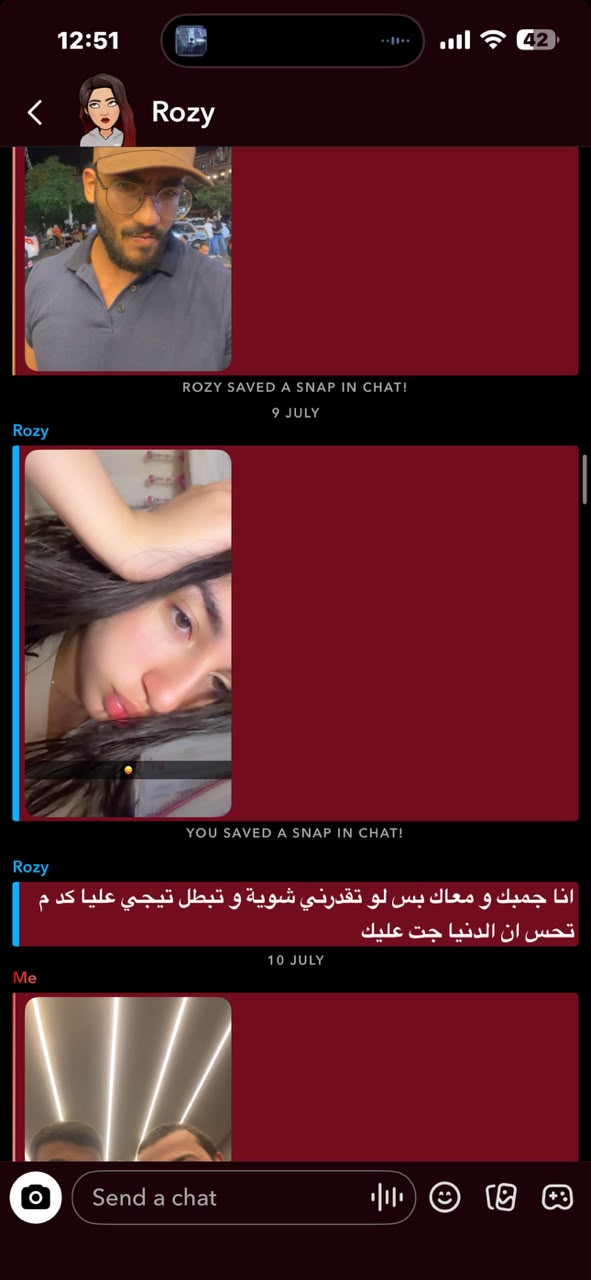 12:51
42
Rozy
ROZY SAVED A SNAP IN CHAT!
9 JULY
Rozy
YOU SAVED A SNAP IN CHAT!
Rozy
انا جمبك و معاك بس لو تقدرني شوية و تبطل تيجي عليا كد م
تحس ان الدنيا جت عليك
10 JULY
Me
Send a chat